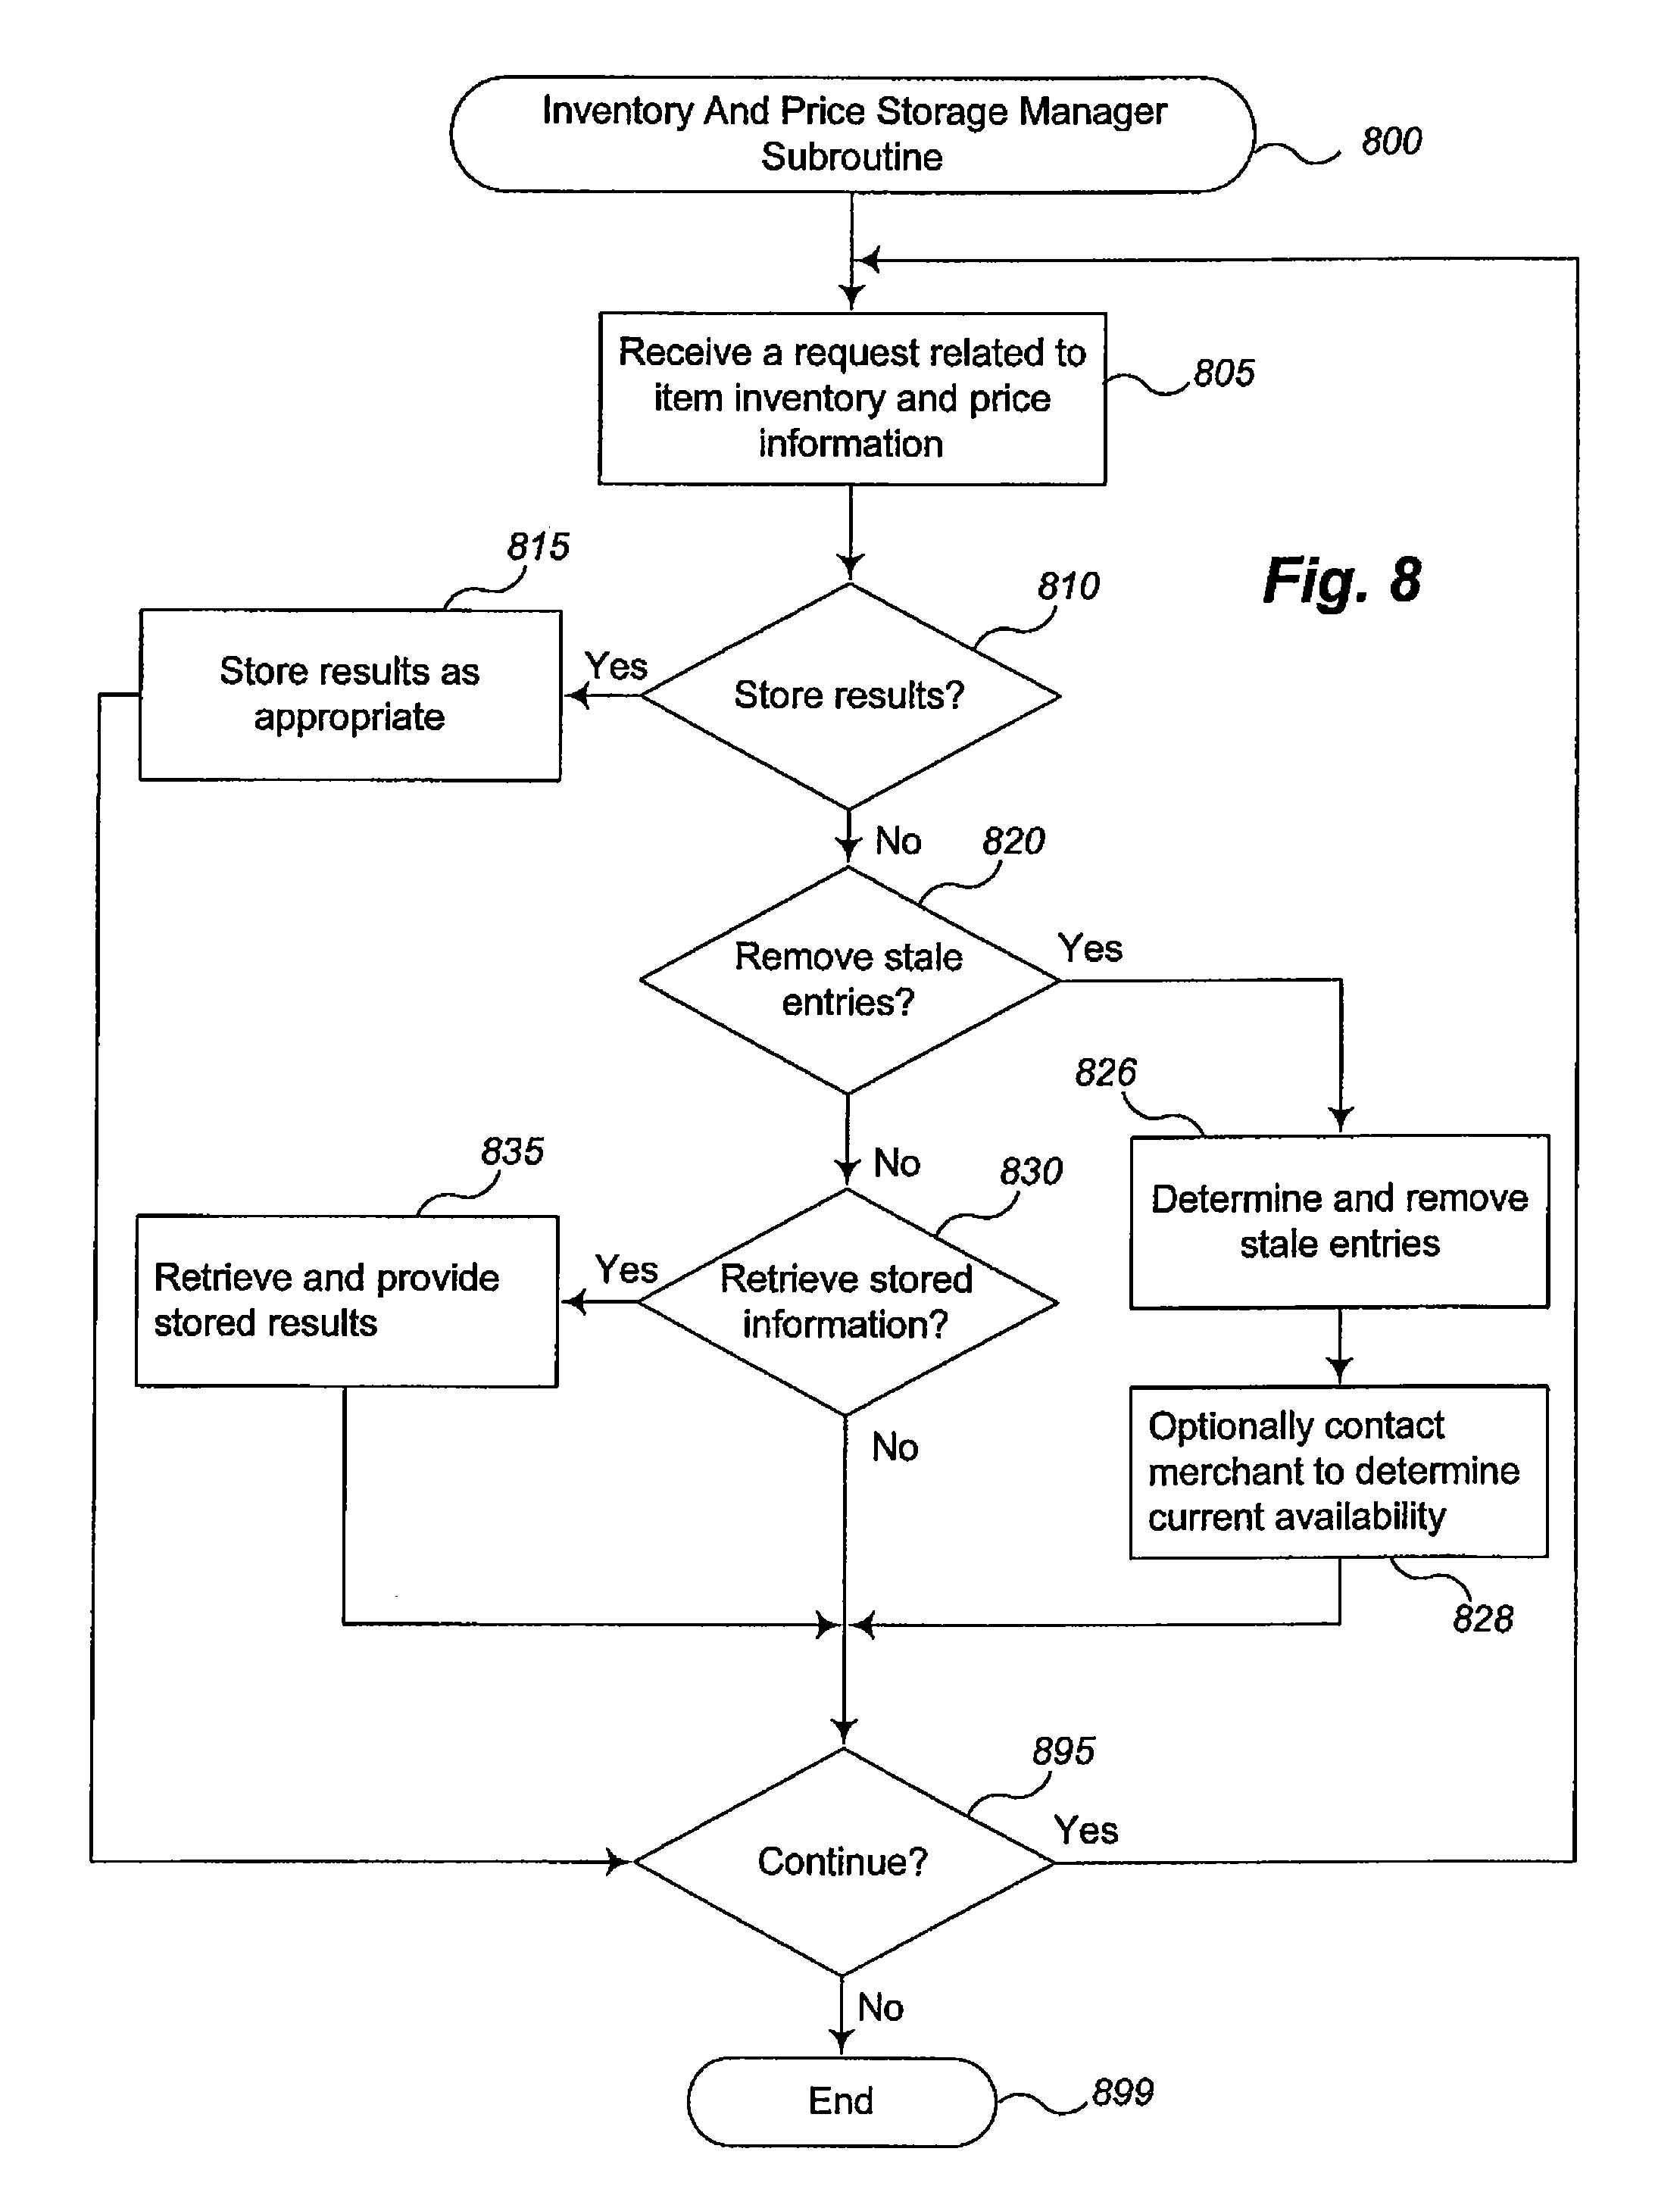 Inventory And Price Storage Manager
Subroutine
800
Receive a request related to
item inventory and price
information
805
Fig. 8
815
810
Store results as
appropriate
Yes
Store results?
No
820
Remove stale
entries?
Yes
826
No
835
830
Determine and remove
stale entries
Retrieve and provide
stored results
Yes
Retrieve stored
information?
No
Optionally contact
merchant to determine
current availability
828
895
Continue?
Yes
No
End
899